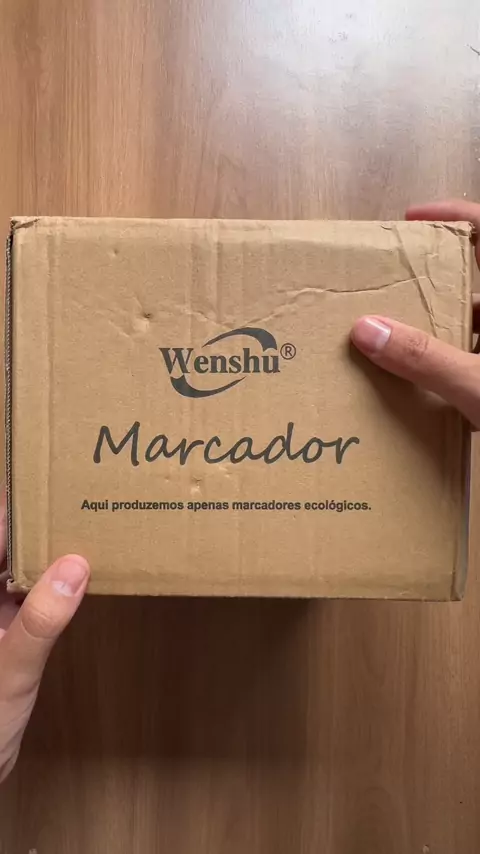 Wenshu®
Marcador
Aqui produzemos apenas marcadores ecológicos.